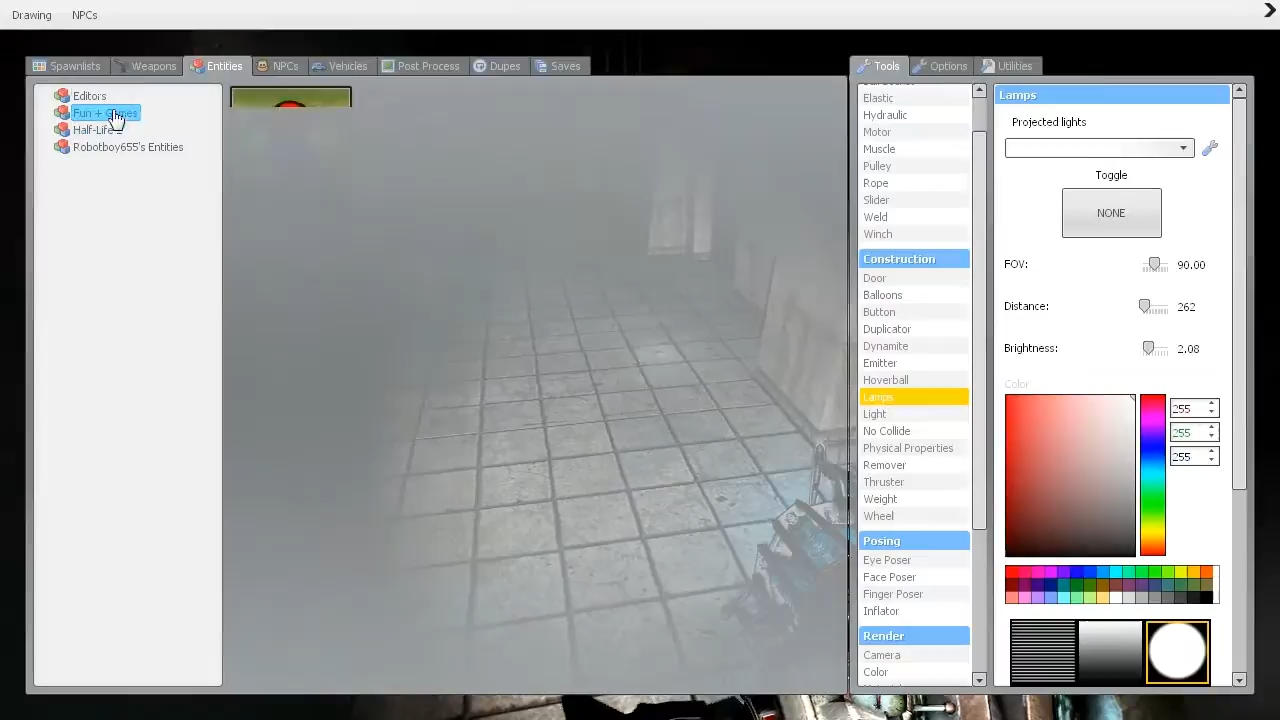 Drawing NPCs
Spawnlists Weapons Entities NPCs Vehicles Post Process Dupes Saves
Tools Options Utilities
Editors
Fun + Games
Half-Life 2
Robotboy655's Entities
Elastic
Hydraulic
Motor
Muscle
Pulley
Rope
Slider
Weld
Winch
Construction
Door
Balloons
Button
Duplicator
Dynamite
Emitter
Hoverball
Lamps
Light
No Collide
Physical Properties
Remover
Thruster
Weight
Wheel
Posing
Eye Poser
Face Poser
Finger Poser
Inflator
Render
Camera
Color
Lamps
Projected lights
Toggle
NONE
FOV: 90.00
Distance: 262
Brightness: 2.08
Color
255
255
255